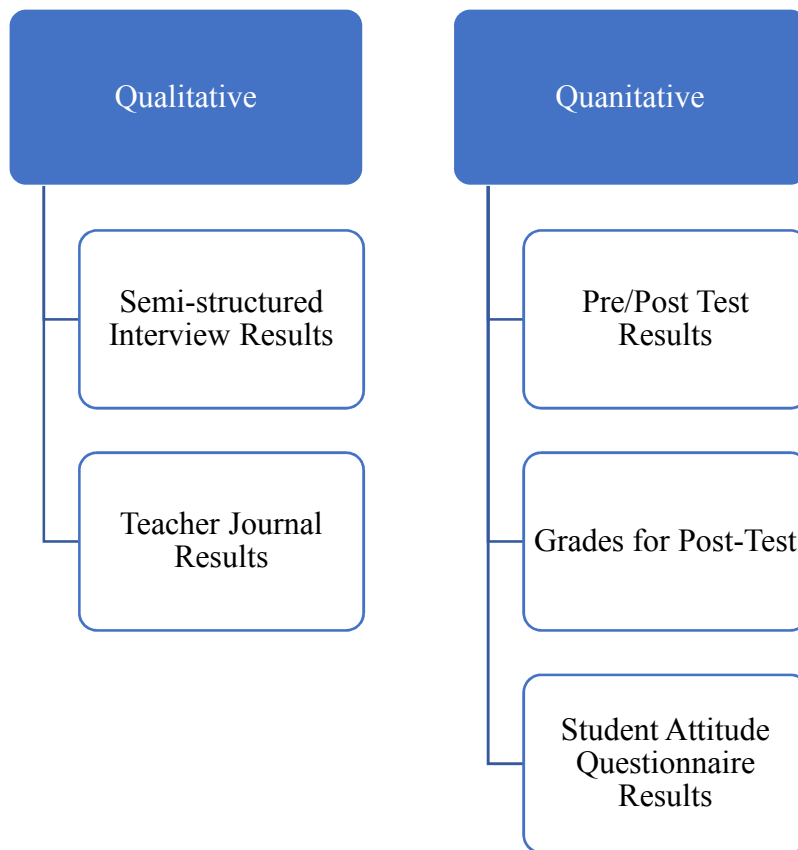 Qualitative
Semi-structured
Interview Results
Teacher Journal
Results
Quanitative
Pre/Post Test
Results
Grades for Post-Test
Student Attitude
Questionnaire
Results